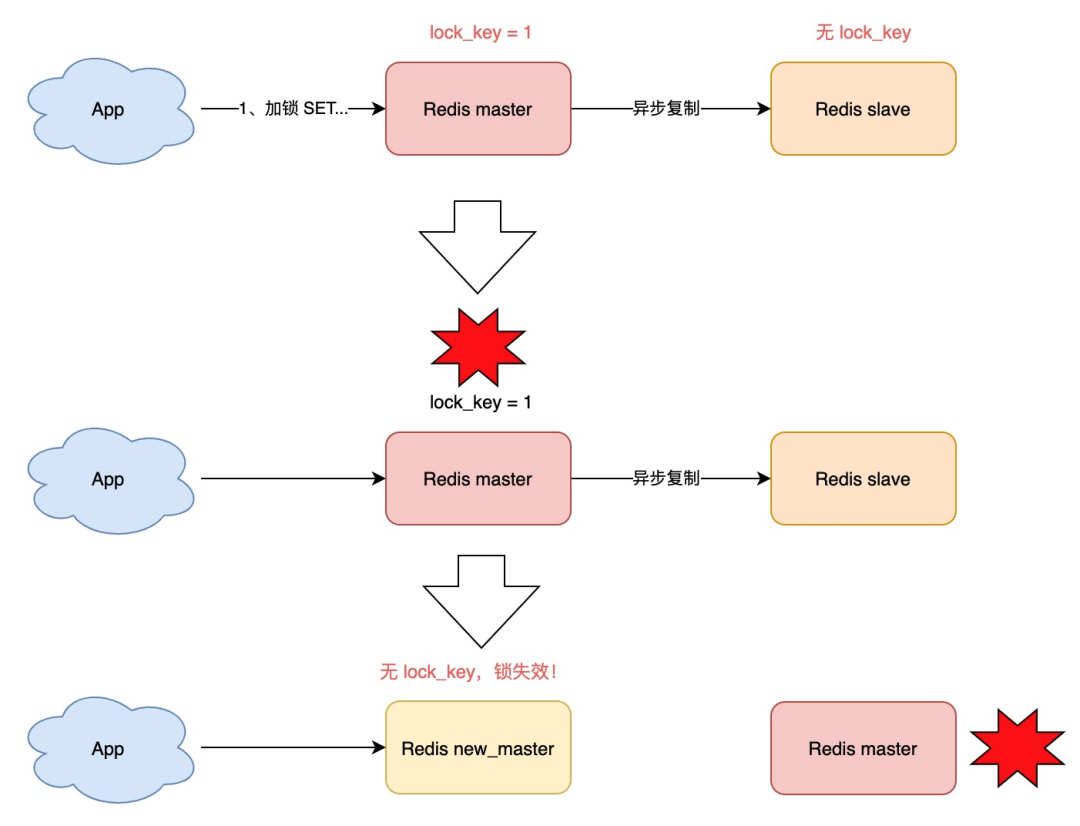 lock_key = 1
无 lock_key
App
1、加锁 SET...
Redis master
异步复制
Redis slave
lock_key = 1
App
Redis master
异步复制
Redis slave
无 lock_key，锁失效！
App
Redis new_master
Redis master